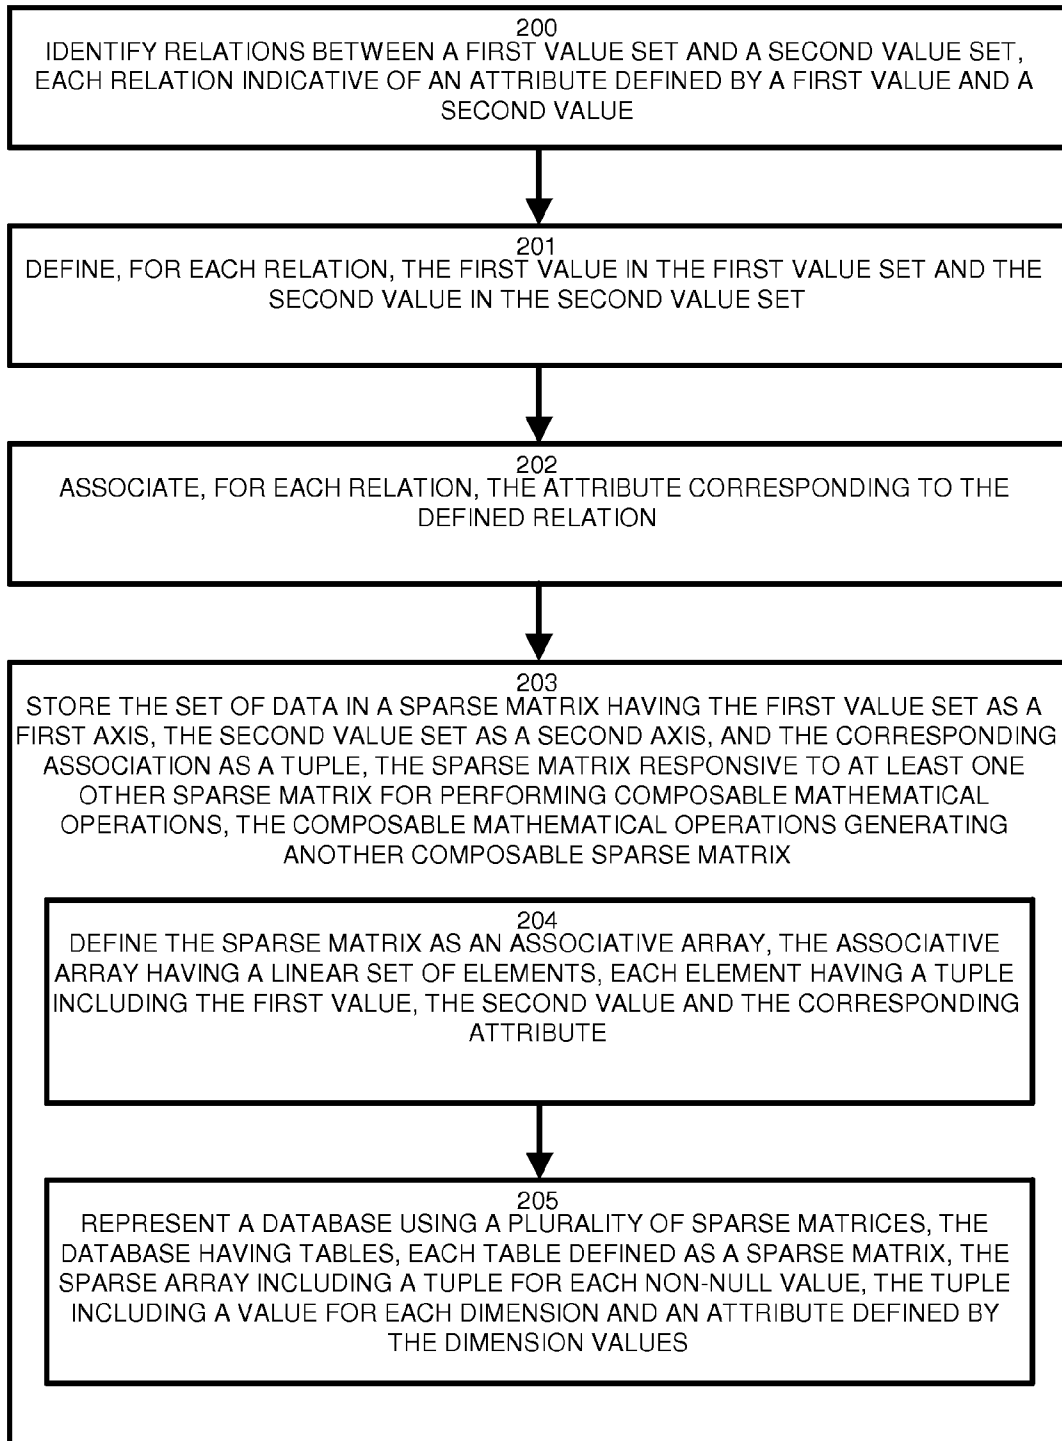 200
IDENTIFY RELATIONS BETWEEN A FIRST VALUE SET AND A SECOND VALUE SET,
EACH RELATION INDICATIVE OF AN ATTRIBUTE DEFINED BY A FIRST VALUE AND A
SECOND VALUE
201
DEFINE, FOR EACH RELATION, THE FIRST VALUE IN THE FIRST VALUE SET AND THE
SECOND VALUE IN THE SECOND VALUE SET
202
ASSOCIATE, FOR EACH RELATION, THE ATTRIBUTE CORRESPONDING TO THE
DEFINED RELATION
203
STORE THE SET OF DATA IN A SPARSE MATRIX HAVING THE FIRST VALUE SET AS A
FIRST AXIS, THE SECOND VALUE SET AS A SECOND AXIS, AND THE CORRESPONDING
ASSOCIATION AS A TUPLE, THE SPARSE MATRIX RESPONSIVE TO AT LEAST ONE
OTHER SPARSE MATRIX FOR PERFORMING COMPOSABLE MATHEMATICAL
OPERATIONS, THE COMPOSABLE MATHEMATICAL OPERATIONS GENERATING
ANOTHER COMPOSABLE SPARSE MATRIX
204
DEFINE THE SPARSE MATRIX AS AN ASSOCIATIVE ARRAY, THE ASSOCIATIVE
ARRAY HAVING A LINEAR SET OF ELEMENTS, EACH ELEMENT HAVING A TUPLE
INCLUDING THE FIRST VALUE, THE SECOND VALUE AND THE CORRESPONDING
ATTRIBUTE
205
REPRESENT A DATABASE USING A PLURALITY OF SPARSE MATRICES, THE
DATABASE HAVING TABLES, EACH TABLE DEFINED AS A SPARSE MATRIX, THE
SPARSE ARRAY INCLUDING A TUPLE FOR EACH NON-NULL VALUE, THE TUPLE
INCLUDING A VALUE FOR EACH DIMENSION AND AN ATTRIBUTE DEFINED BY
THE DIMENSION VALUES